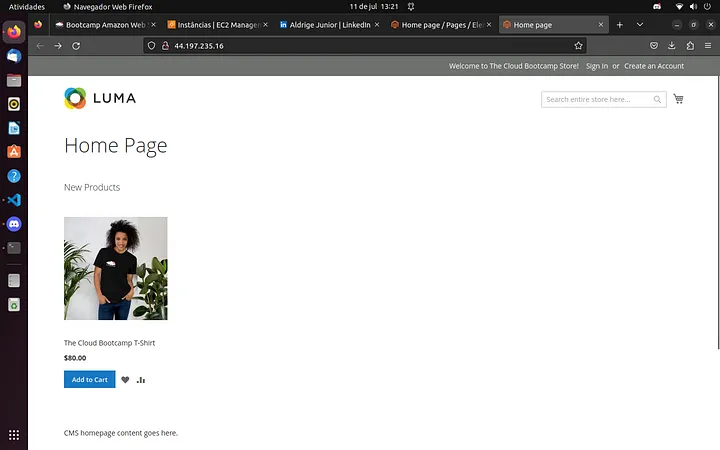 Atividades
Navegador Web Firefox
11 de jul 13:21
Bootcamp Amazon Web
Instâncias | EC2 Manage
Aldrige Junior | LinkedIn
Home page / Pages / Ele
Home page
44.197.235.16
Welcome to The Cloud Bootcamp Store! Sign In or Create an Account
LUMA
Search entire store here...
Home Page
New Products
The Cloud Bootcamp T-Shirt
$80.00
Add to Cart
CMS homepage content goes here.